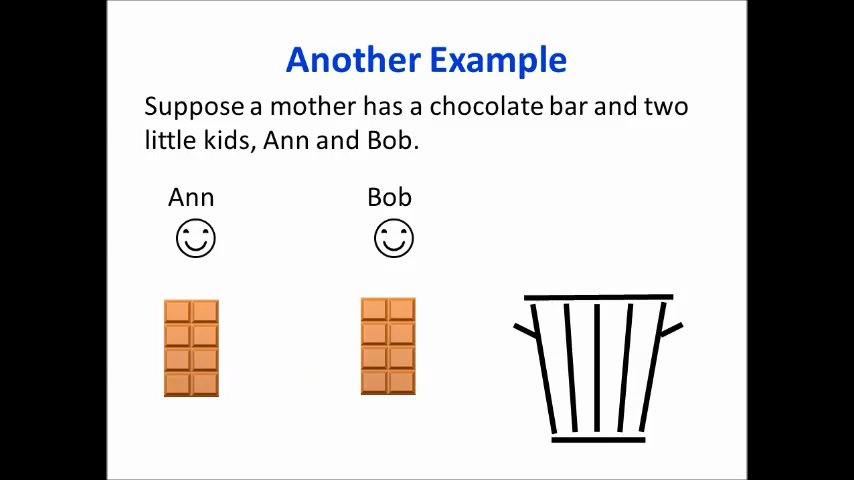 Another Example
Suppose a mother has a chocolate bar and two
little kids, Ann and Bob.
Ann
Bob